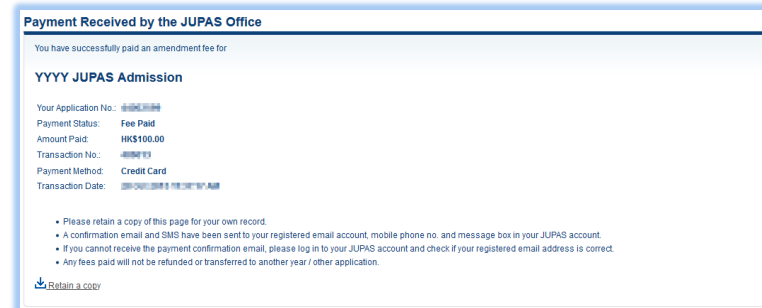 Payment Received by the JUPAS Office
You have successfully paid an amendment fee for
YYYY JUPAS Admission
Your Application No.:
Payment Status: Fee Paid
Amount Paid: HK$100.00
Transaction No.:
Payment Method: Credit Card
Transaction Date:
• Please retain a copy of this page for your own record.
• A confirmation email and SMS have been sent to your registered email account, mobile phone no. and message box in your JUPAS account.
• If you cannot receive the payment confirmation email, please log in to your JUPAS account and check if your registered email address is correct.
• Any fees paid will not be refunded or transferred to another year / other application.
Retain a copy